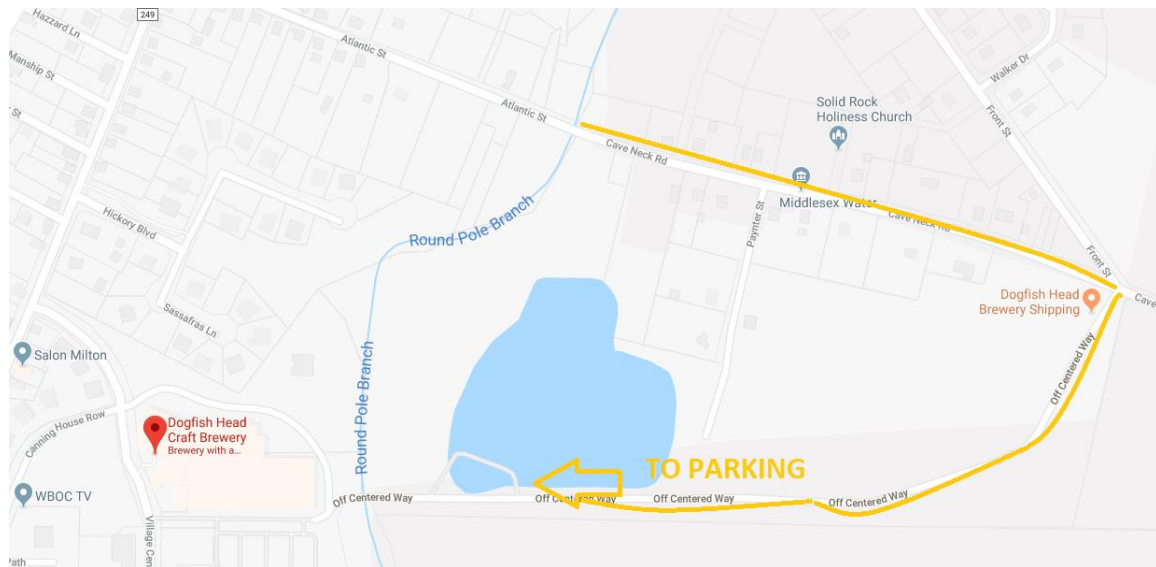 249
Hazzard Ln
Manship St
St
Atlantic St
Atlantic St
Walker Dr
Solid Rock
Holiness Church
Front St
Cave Neck Rd
Middlesex Water
Cave Neck Rd
Paynter St
Front St
Hickory Blvd
Round Pole Branch
Dogfish Head
Brewery Shipping
Cave
Sassafras Ln
Salon Milton
Round Pole Branch
Off Centered Way
Canning House Row
Dogfish Head
Craft Brewery
Brewery with a...
TO PARKING
WBOC TV
Off Centered Way
Off Centered Way
Off Centered Way
Off Centered Way
Village Cen
Path